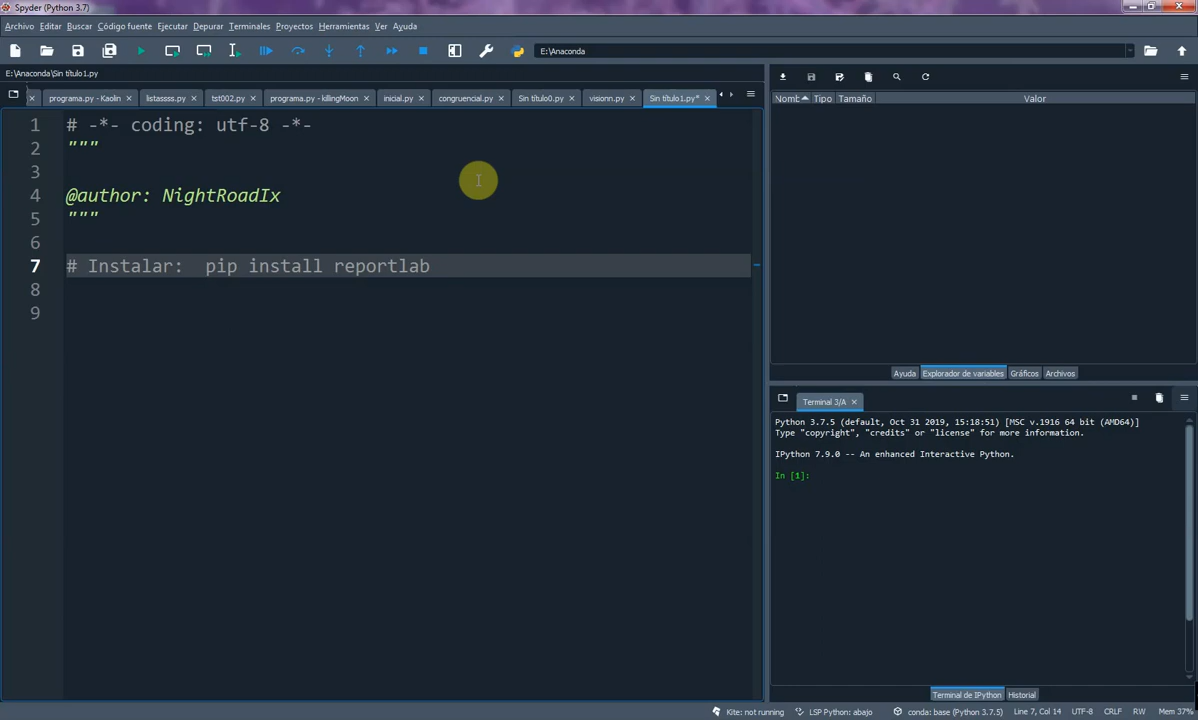 Spyder (Python 3.7)
Archivo Editar Buscar Código fuente Ejecutar Depurar Terminales Proyectos Herramientas Ver Ayuda
E:\Anaconda
E:\Anaconda\Sin título1.py
programa.py - Kaolin listassss.py tst002.py programa.py - killingMoon inicial.py congruencial.py Sin título0.py visionn.py Sin título1.py*
1 # -*- coding: utf-8 -*-
2 """
3
4 @author: NightRoadIx
5 """
6
7 # Instalar:  pip install reportlab
8
9
Nomb Tipo Tamaño Valor
Ayuda Explorador de variables Gráficos Archivos
Terminal 3/A
Python 3.7.5 (default, Oct 31 2019, 15:18:51) [MSC v.1916 64 bit (AMD64)]
Type "copyright", "credits" or "license" for more information.
IPython 7.9.0 -- An enhanced Interactive Python.
In [1]:
Terminal de IPython Historial
Kite: not running LSP Python: abajo conda: base (Python 3.7.5) Line 7, Col 14 UTF-8 CRLF RW Mem 37%